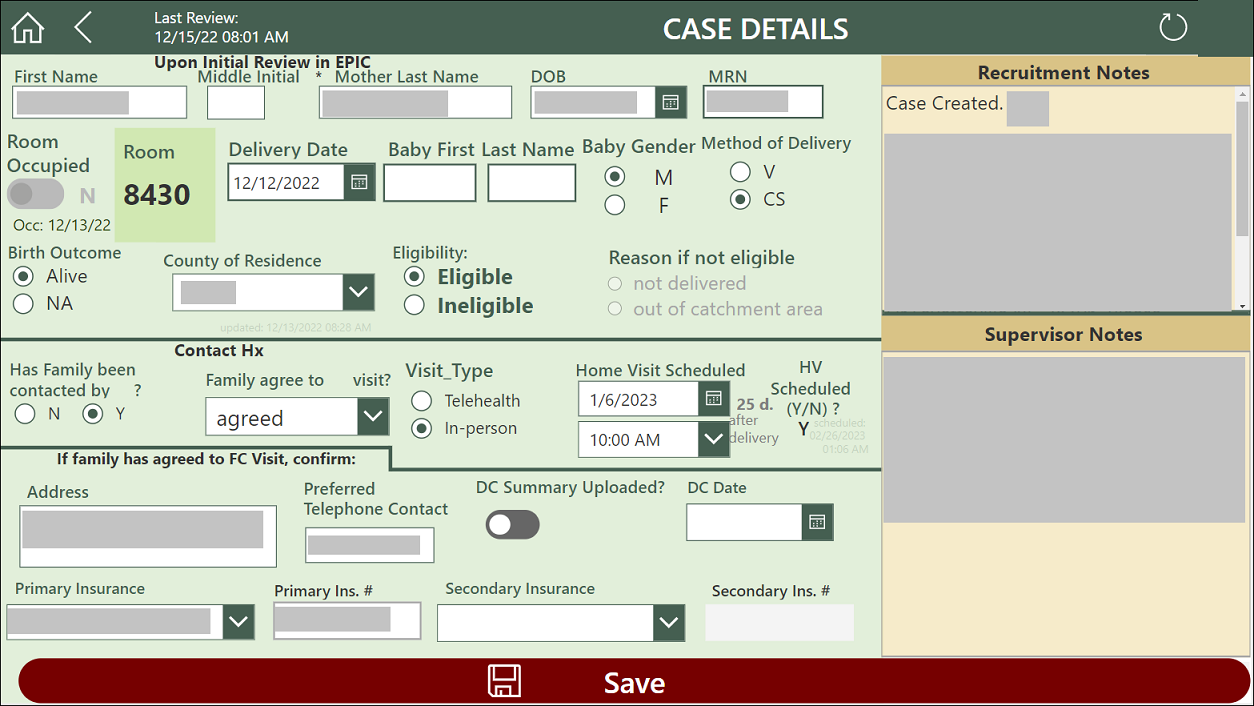 Last Review:
12/15/22 08:01 AM
CASE DETAILS
Upon Initial Review in EPIC
First Name
Middle Initial
* Mother Last Name
DOB
MRN
Room
Occupied
N
Occ: 12/13/22
Room
8430
Delivery Date
12/12/2022
Baby First Last Name
Baby Gender
M
F
Method of Delivery
V
CS
Birth Outcome
Alive
NA
County of Residence
updated: 12/13/2022 08:28 AM
Eligibility:
Eligible
Ineligible
Reason if not eligible
not delivered
out of catchment area
Contact Hx
Has Family been
contacted by ?
N
Y
Family agree to visit?
agreed
Visit_Type
Telehealth
In-person
Home Visit Scheduled
1/6/2023
10:00 AM
25 d.
after
delivery
HV
Scheduled
(Y/N) ?
Y
scheduled:
02/26/2023
01:06 AM
If family has agreed to FC Visit, confirm:
Address
Preferred
Telephone Contact
DC Summary Uploaded?
DC Date
Primary Insurance
Primary Ins. #
Secondary Insurance
Secondary Ins. #
Recruitment Notes
Case Created.
Supervisor Notes
Save